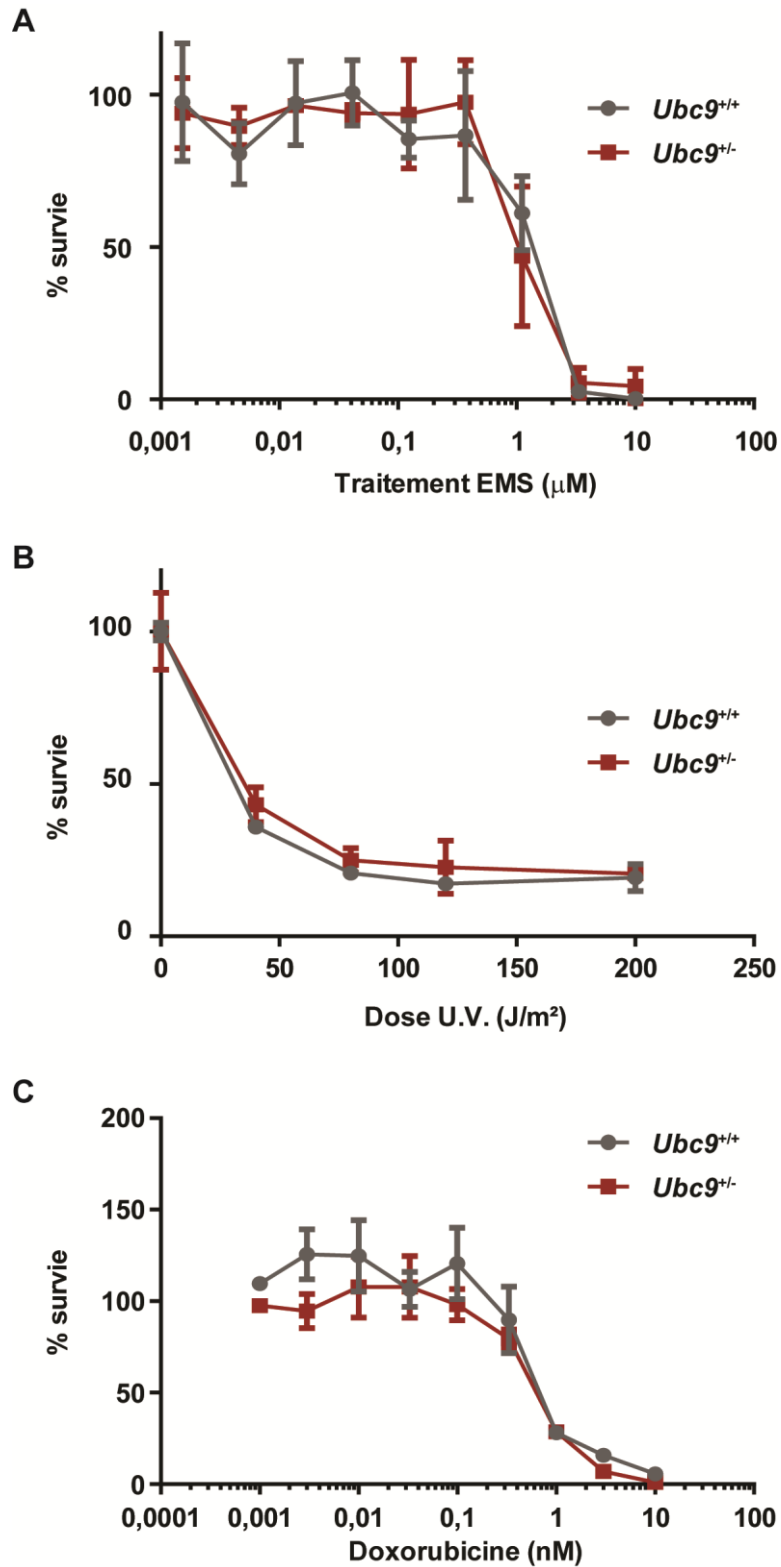 A
100
50
0
% survie
Ubc9+/+
Ubc9+/-
0,001 0,01 0,1 1 10 100
Traitement EMS (μM)
B
100
50
0
% survie
Ubc9+/+
Ubc9+/-
0 50 100 150 200 250
Dose U.V. (J/m²)
C
200
150
100
50
0
% survie
Ubc9+/+
Ubc9+/-
0,0001 0,001 0,01 0,1 1 10 100
Doxorubicine (nM)